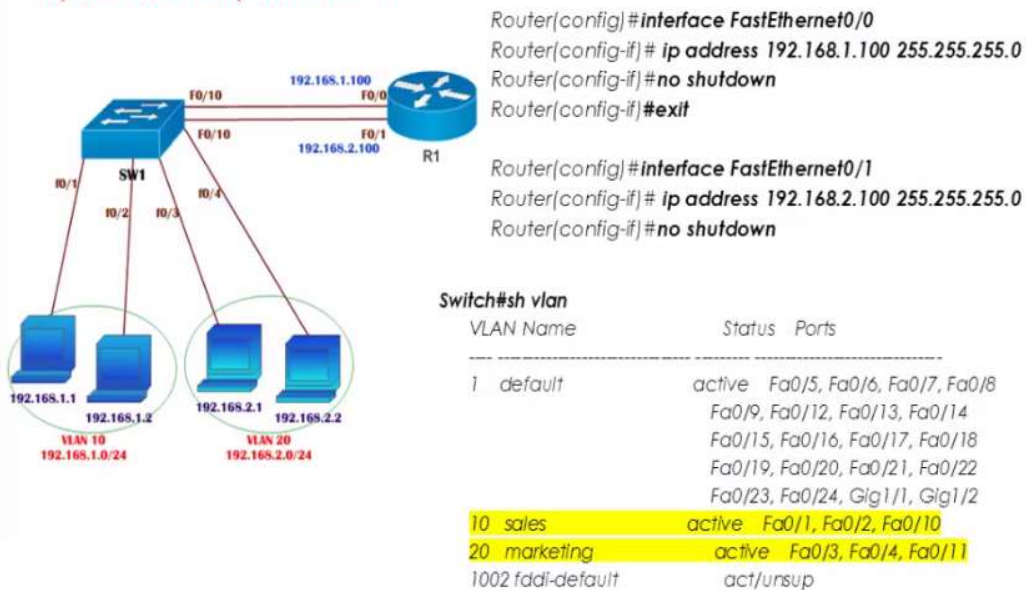 Router(config)#interface FastEthernet0/0
Router(config-if)# ip address 192.168.1.100 255.255.255.0
Router(config-if)#no shutdown
Router(config-if)#exit
Router(config)#interface FastEthernet0/1
Router(config-if)# ip address 192.168.2.100 255.255.255.0
Router(config-if)#no shutdown
192.168.1.100
F0/10
F0/0
F0/10
F0/1
192.168.2.100
R1
SW1
f0/1
f0/2
f0/3
f0/4
192.168.1.1
192.168.1.2
192.168.2.1
192.168.2.2
VLAN 10
192.168.1.0/24
VLAN 20
192.168.2.0/24
Switch#sh vlan
VLAN Name Status Ports
---- -------------------------------- --------- -------------------------------
1 default active Fa0/5, Fa0/6, Fa0/7, Fa0/8
Fa0/9, Fa0/12, Fa0/13, Fa0/14
Fa0/15, Fa0/16, Fa0/17, Fa0/18
Fa0/19, Fa0/20, Fa0/21, Fa0/22
Fa0/23, Fa0/24, Gig1/1, Gig1/2
10 sales active Fa0/1, Fa0/2, Fa0/10
20 marketing active Fa0/3, Fa0/4, Fa0/11
1002 fddi-default act/unsup